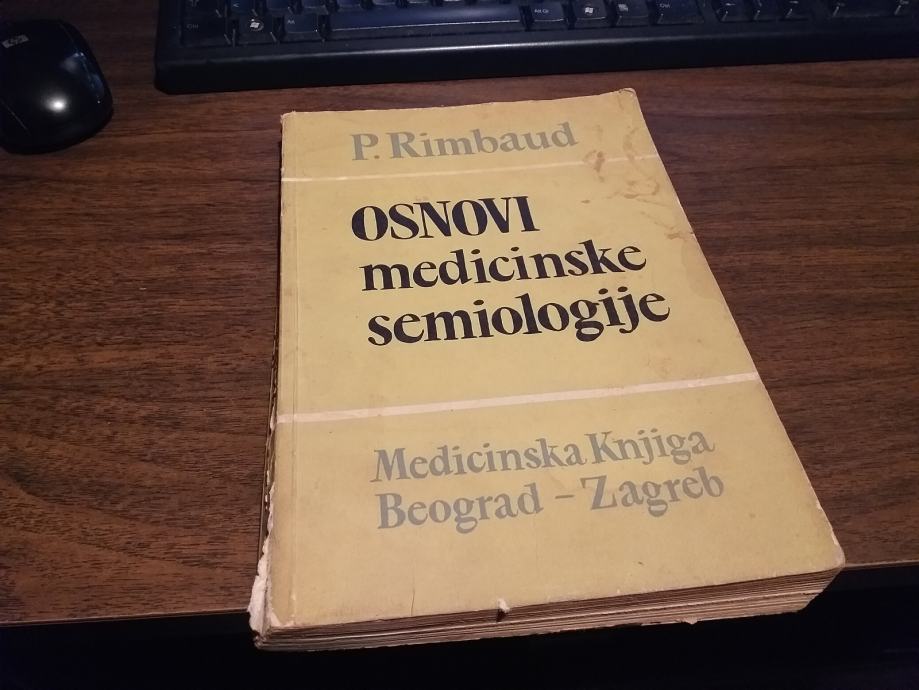 P. Rimbaud
OSNOVI
medicinske
semiologije
Medicinska Knjiga
Beograd – Zagreb